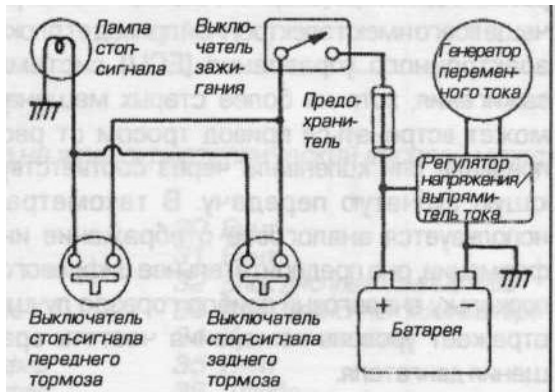 Лампа
стоп-
сигнала
Выклю-
чатель
зажи-
гания
Генератор
перемен-
ного тока
Предо-
храни-
тель
Регулятор
напряжения/
выпрями-
тель тока
+
−
Батарея
Выключатель
стоп-сигнала
переднего
тормоза
Выключатель
стоп-сигнала
заднего
тормоза